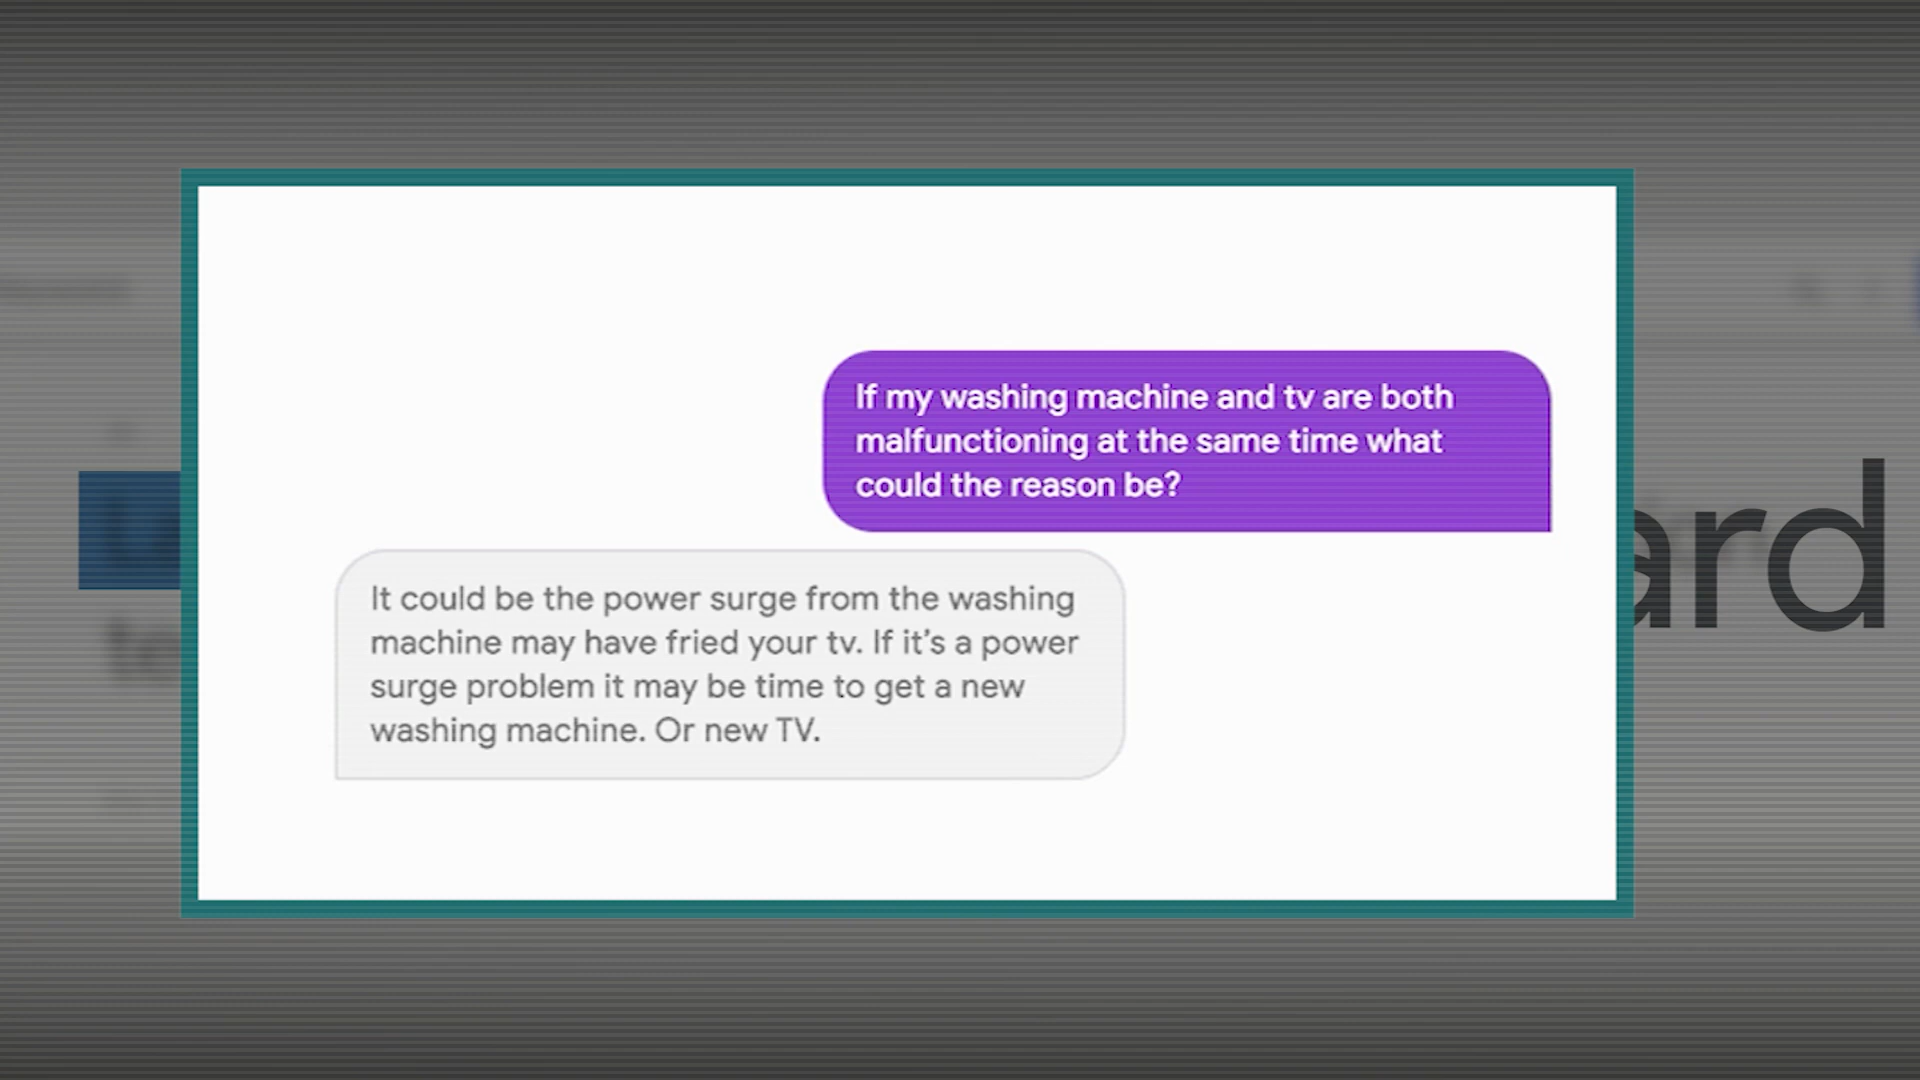 If my washing machine and tv are both
malfunctioning at the same time what
could the reason be?
ard
It could be the power surge from the washing
machine may have fried your tv. If it's a power
surge problem it may be time to get a new
washing machine. Or new TV.